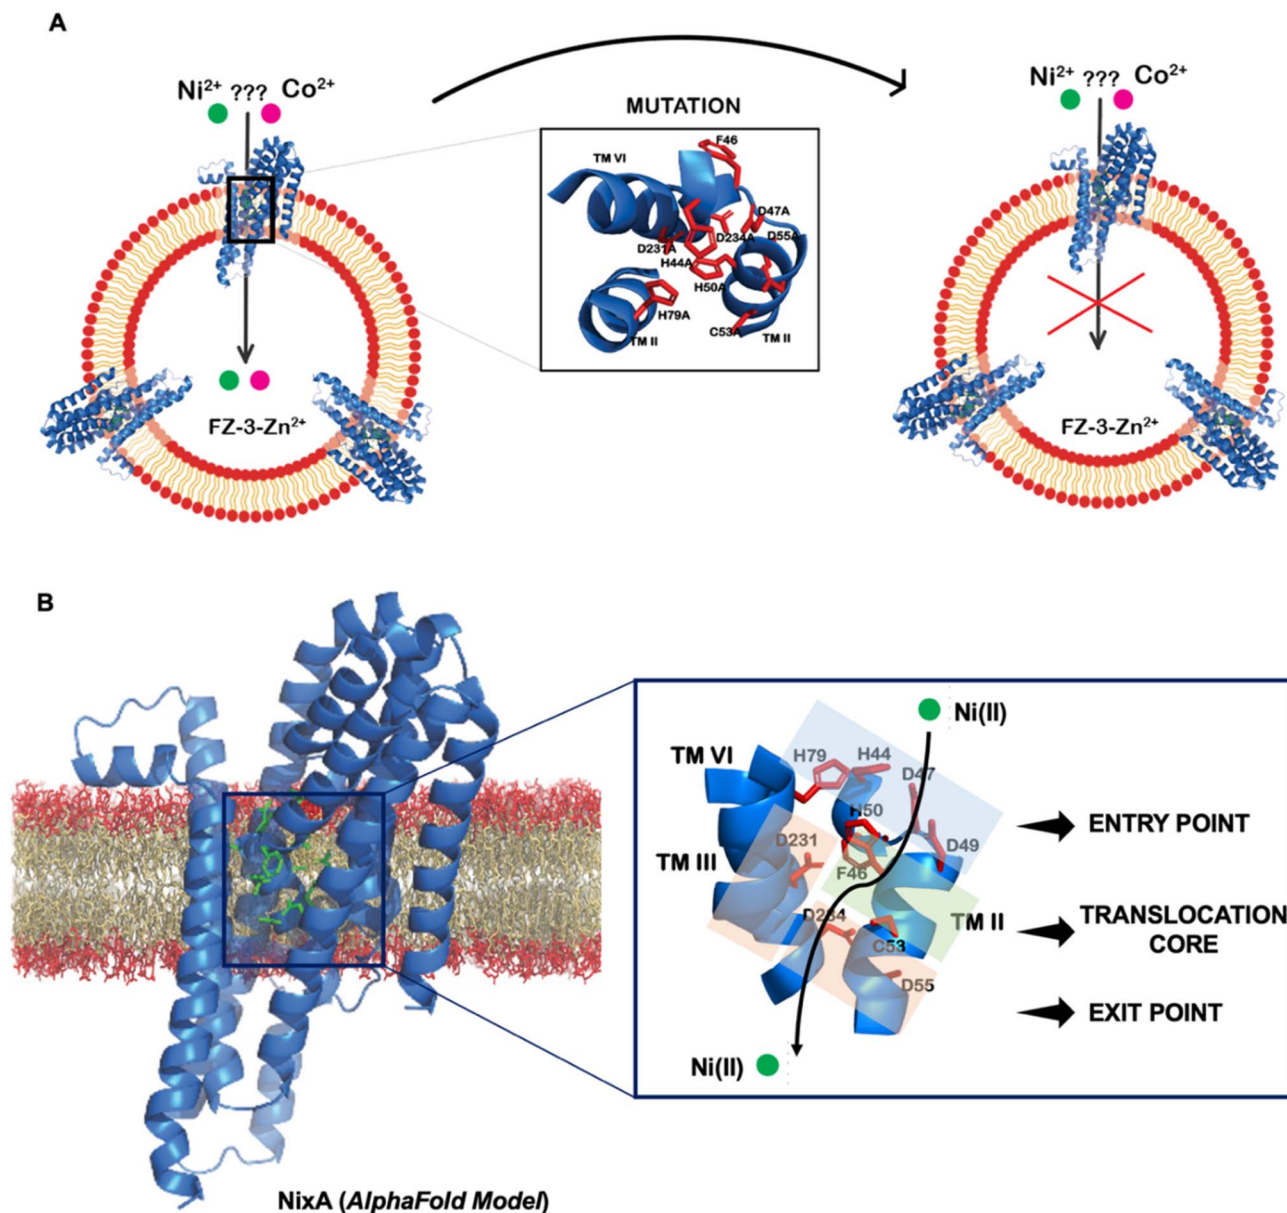 A
Ni²⁺ ??? Co²⁺
MUTATION
F46
TM VI
D47A
D231A
D234A
D55A
H44A
H50A
H79A
C53A
TM II
TM II
FZ-3-Zn²⁺
Ni²⁺ ??? Co²⁺
FZ-3-Zn²⁺
B
Ni(II)
TM VI
H79
H44
D47
H50
D49
ENTRY POINT
D231
TM III
F46
D234
TM II
TRANSLOCATION
CORE
C53
D55
EXIT POINT
Ni(II)
NixA (AlphaFold Model)